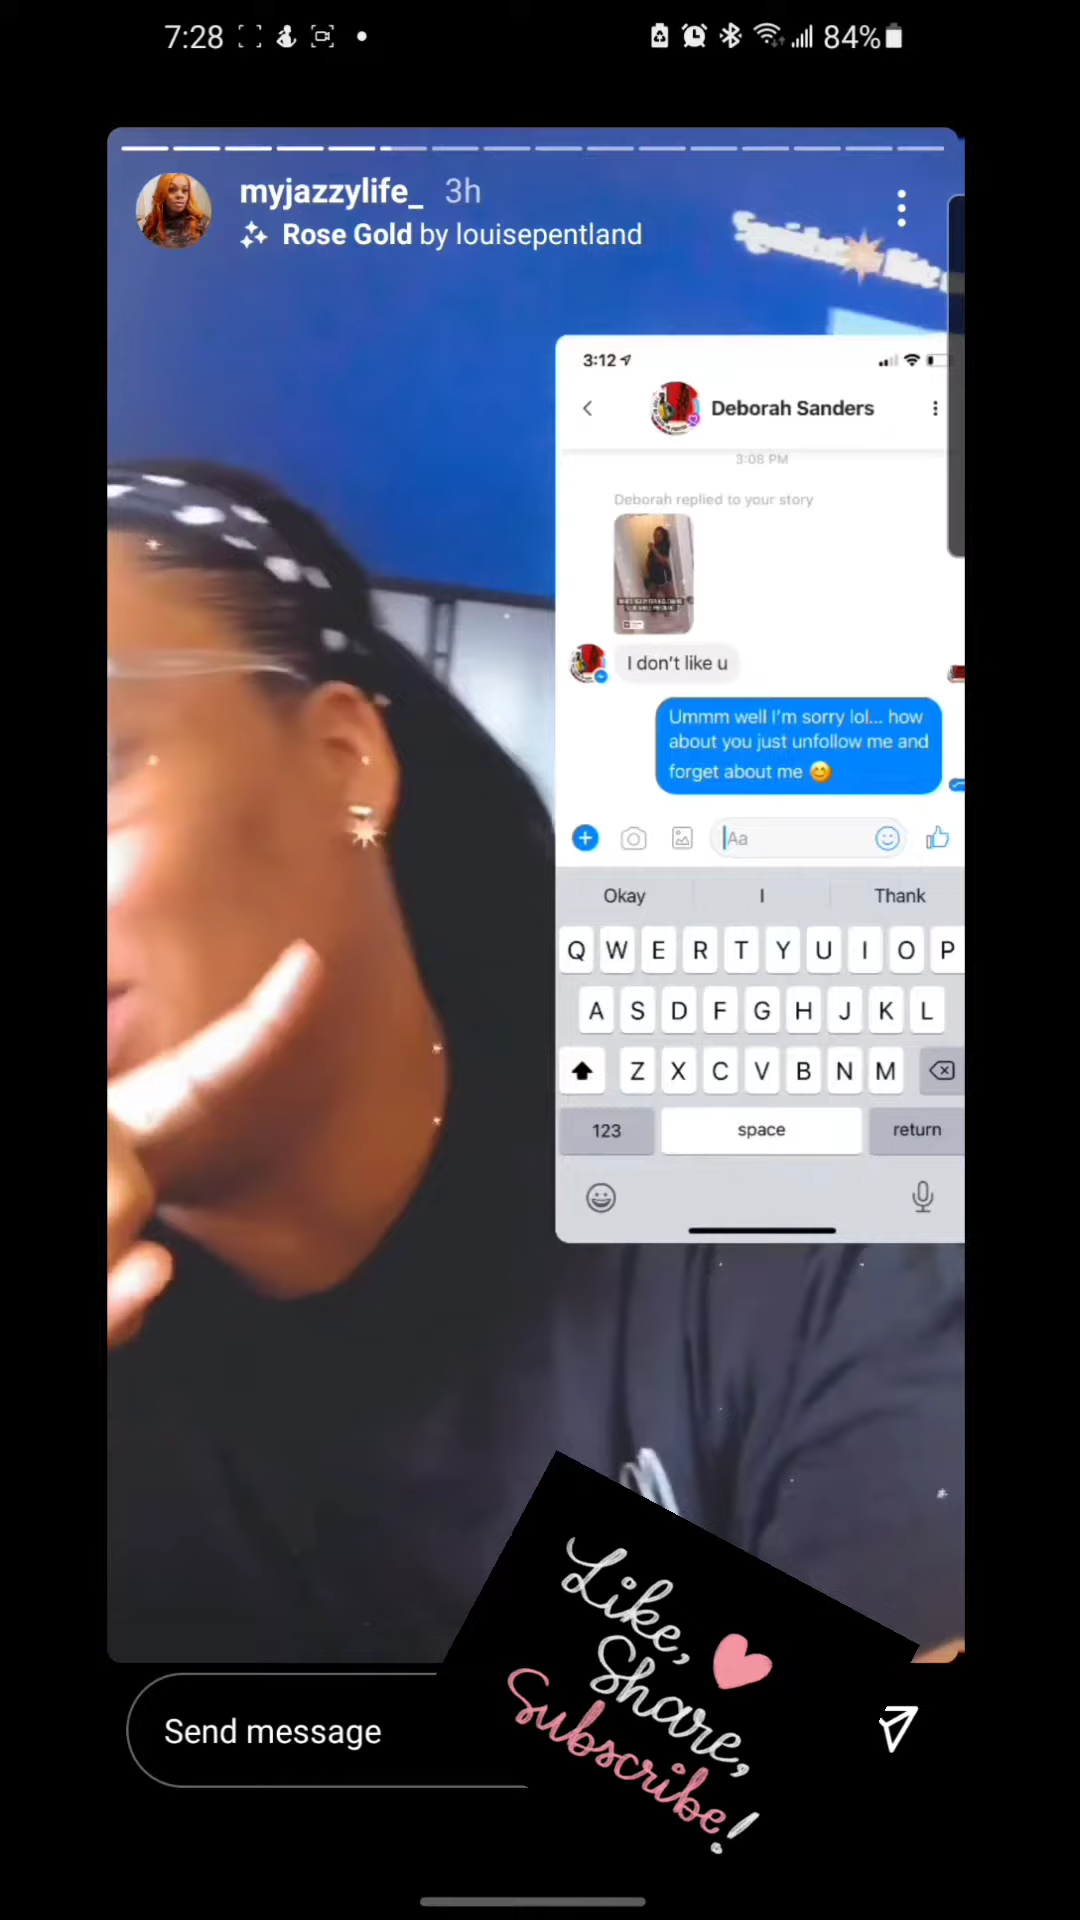 7:28
84%
myjazzylife_ 3h
Rose Gold by louisepentland
3:12
Deborah Sanders
3:08 PM
Deborah replied to your story
I don't like u
Ummm well I'm sorry lol... how
about you just unfollow me and
forget about me 😊
Aa
Okay I Thank
Q W E R T Y U I O P
A S D F G H J K L
Z X C V B N M
123 space return
Like,
Share,
Subscribe!
Send message